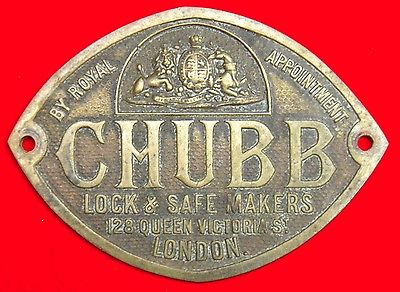 BY ROYAL APPOINTMENT
CHUBB
LOCK & SAFE MAKERS
128 QUEEN VICTORIA ST
LONDON.